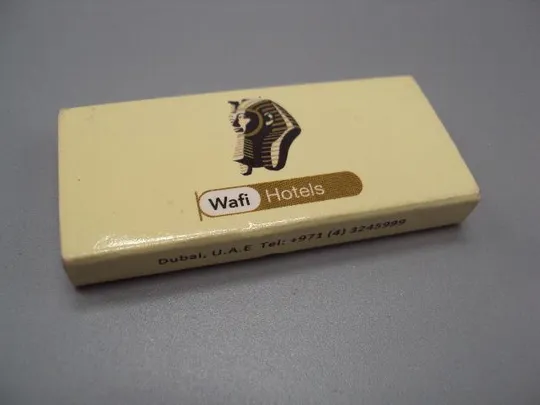 Wafi Hotels
Dubai, U.A.E Tel: +971 (4) 3245999